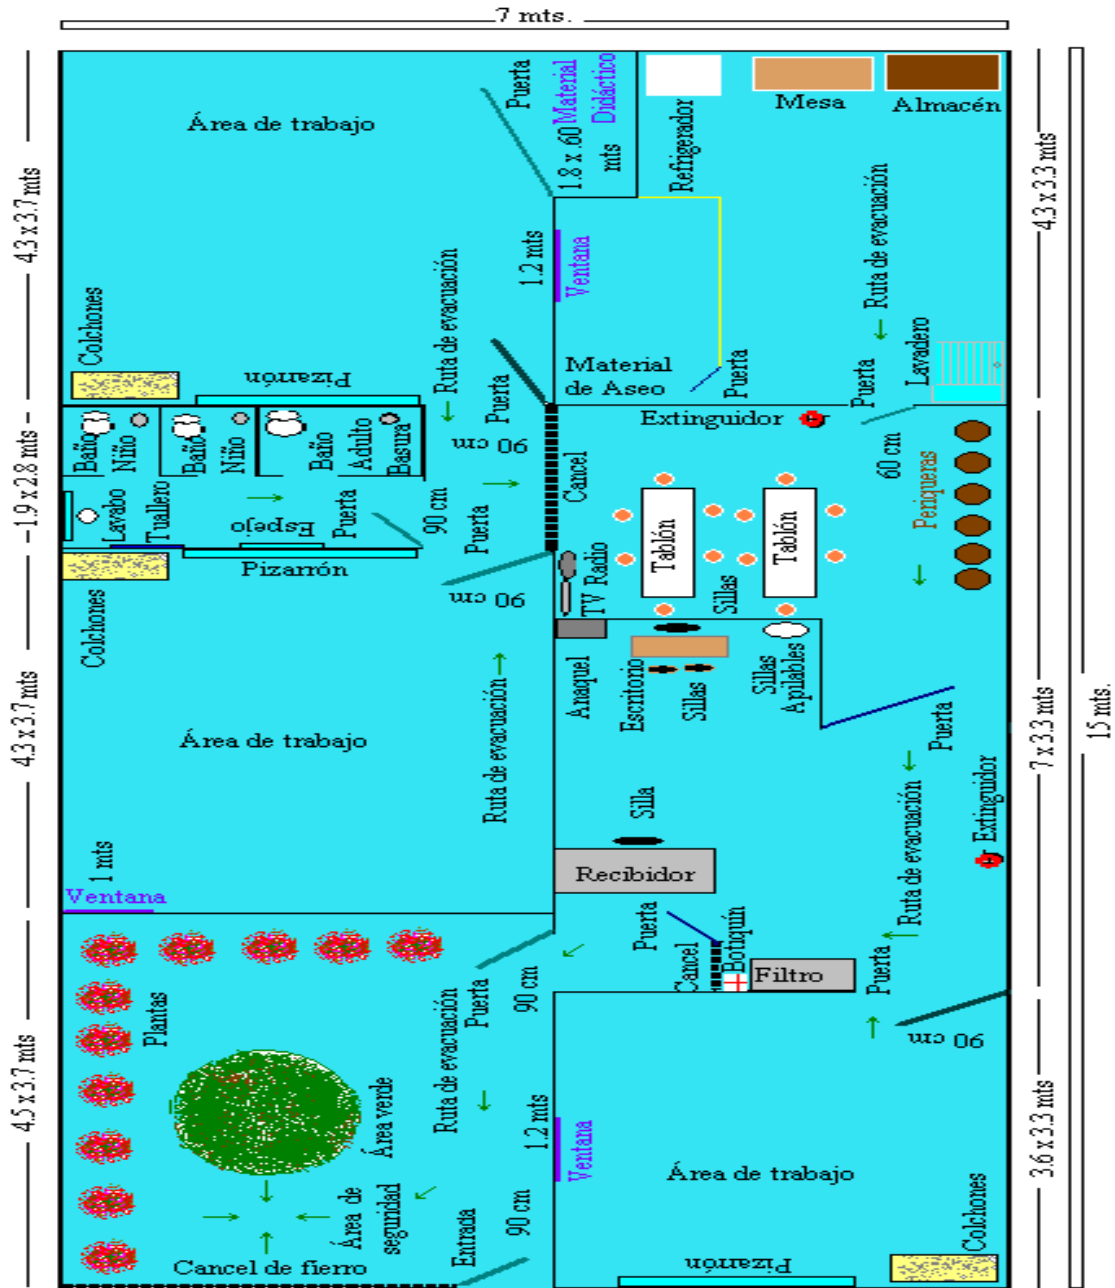 7 mts.
4.3 x 3.7 mts
1.9 x 2.8 mts
4.3 x 3.7 mts
4.5 x 3.7 mts
4.3 x 3.3 mts
7 x 3.3 mts
3.6 x 3.3 mts
15 mts.
Área de trabajo
Puerta
Material
Didáctico
1.8 x .60
mts
Refrigerador
Mesa
Almacén
Colchones
Pizarrón
Ruta de evacuación
1.2 mts
Ventana
Material
de Aseo
Puerta
Ruta de evacuación
Puerta
Lavadero
Puerta
90 cm
Extinguidor
Baño
Niño
Baño
Niño
Baño
Adulto
Basura
Lavabo
Tuallero
Espejo
Puerta
90 cm
Puerta
Cancel
60 cm
Periqueras
Tablón
Tablón
Sillas
TV Radio
Colchones
Pizarrón
90 cm
Anaquel
Escritorio
Sillas
Sillas
Apilables
Área de trabajo
Ruta de evacuación
Puerta
Silla
Recibidor
Ruta de evacuación
Extinguidor
1 mts
Ventana
Plantas
Puerta
90 cm
Puerta
Cancel
Botiquín
Filtro
Puerta
90 cm
Ruta de evacuación
Área verde
1.2 mts
Ventana
Área de
seguridad
Entrada
90 cm
Cancel de fierro
Área de trabajo
Pizarrón
Colchones